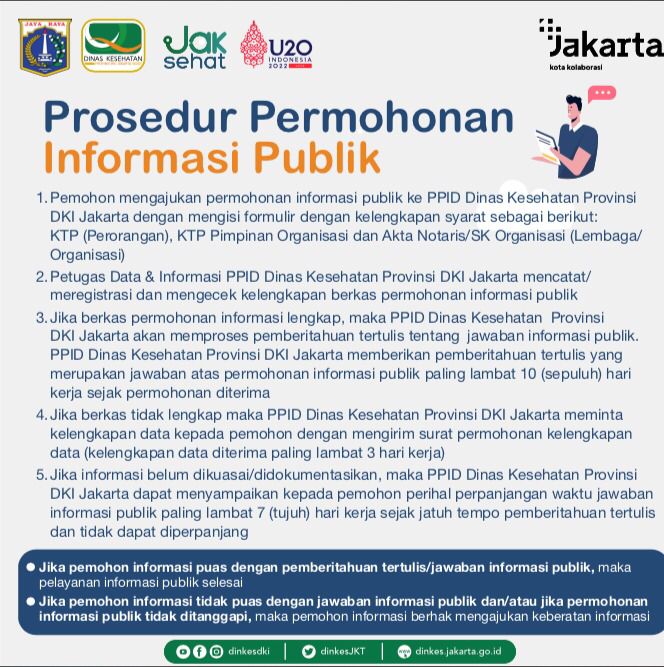 JAYA RAYA
DINAS KESEHATAN
JAK
sehat
U20
INDONESIA
2022
Jakarta
kota kolaborasi
Prosedur Permohonan
Informasi Publik
1. Pemohon mengajukan permohonan informasi publik ke PPID Dinas Kesehatan Provinsi
DKI Jakarta dengan mengisi formulir dengan kelengkapan syarat sebagai berikut:
KTP (Perorangan), KTP Pimpinan Organisasi dan Akta Notaris/SK Organisasi (Lembaga/
Organisasi)
2. Petugas Data & Informasi PPID Dinas Kesehatan Provinsi DKI Jakarta mencatat/
meregistrasi dan mengecek kelengkapan berkas permohonan informasi publik
3. Jika berkas permohonan informasi lengkap, maka PPID Dinas Kesehatan Provinsi
DKI Jakarta akan memproses pemberitahuan tertulis tentang jawaban informasi publik.
PPID Dinas Kesehatan Provinsi DKI Jakarta memberikan pemberitahuan tertulis yang
merupakan jawaban atas permohonan informasi publik paling lambat 10 (sepuluh) hari
kerja sejak permohonan diterima
4. Jika berkas tidak lengkap maka PPID Dinas Kesehatan Provinsi DKI Jakarta meminta
kelengkapan data kepada pemohon dengan mengirim surat permohonan kelengkapan
data (kelengkapan data diterima paling lambat 3 hari kerja)
5. Jika informasi belum dikuasai/didokumentasikan, maka PPID Dinas Kesehatan Provinsi
DKI Jakarta dapat menyampaikan kepada pemohon perihal perpanjangan waktu jawaban
informasi publik paling lambat 7 (tujuh) hari kerja sejak jatuh tempo pemberitahuan tertulis
dan tidak dapat diperpanjang
● Jika pemohon informasi puas dengan pemberitahuan tertulis/jawaban informasi publik, maka
pelayanan informasi publik selesai
● Jika pemohon informasi tidak puas dengan jawaban informasi publik dan/atau jika permohonan
informasi publik tidak ditanggapi, maka pemohon informasi berhak mengajukan keberatan informasi
dinkesdki | dinkesJKT | dinkes.jakarta.go.id